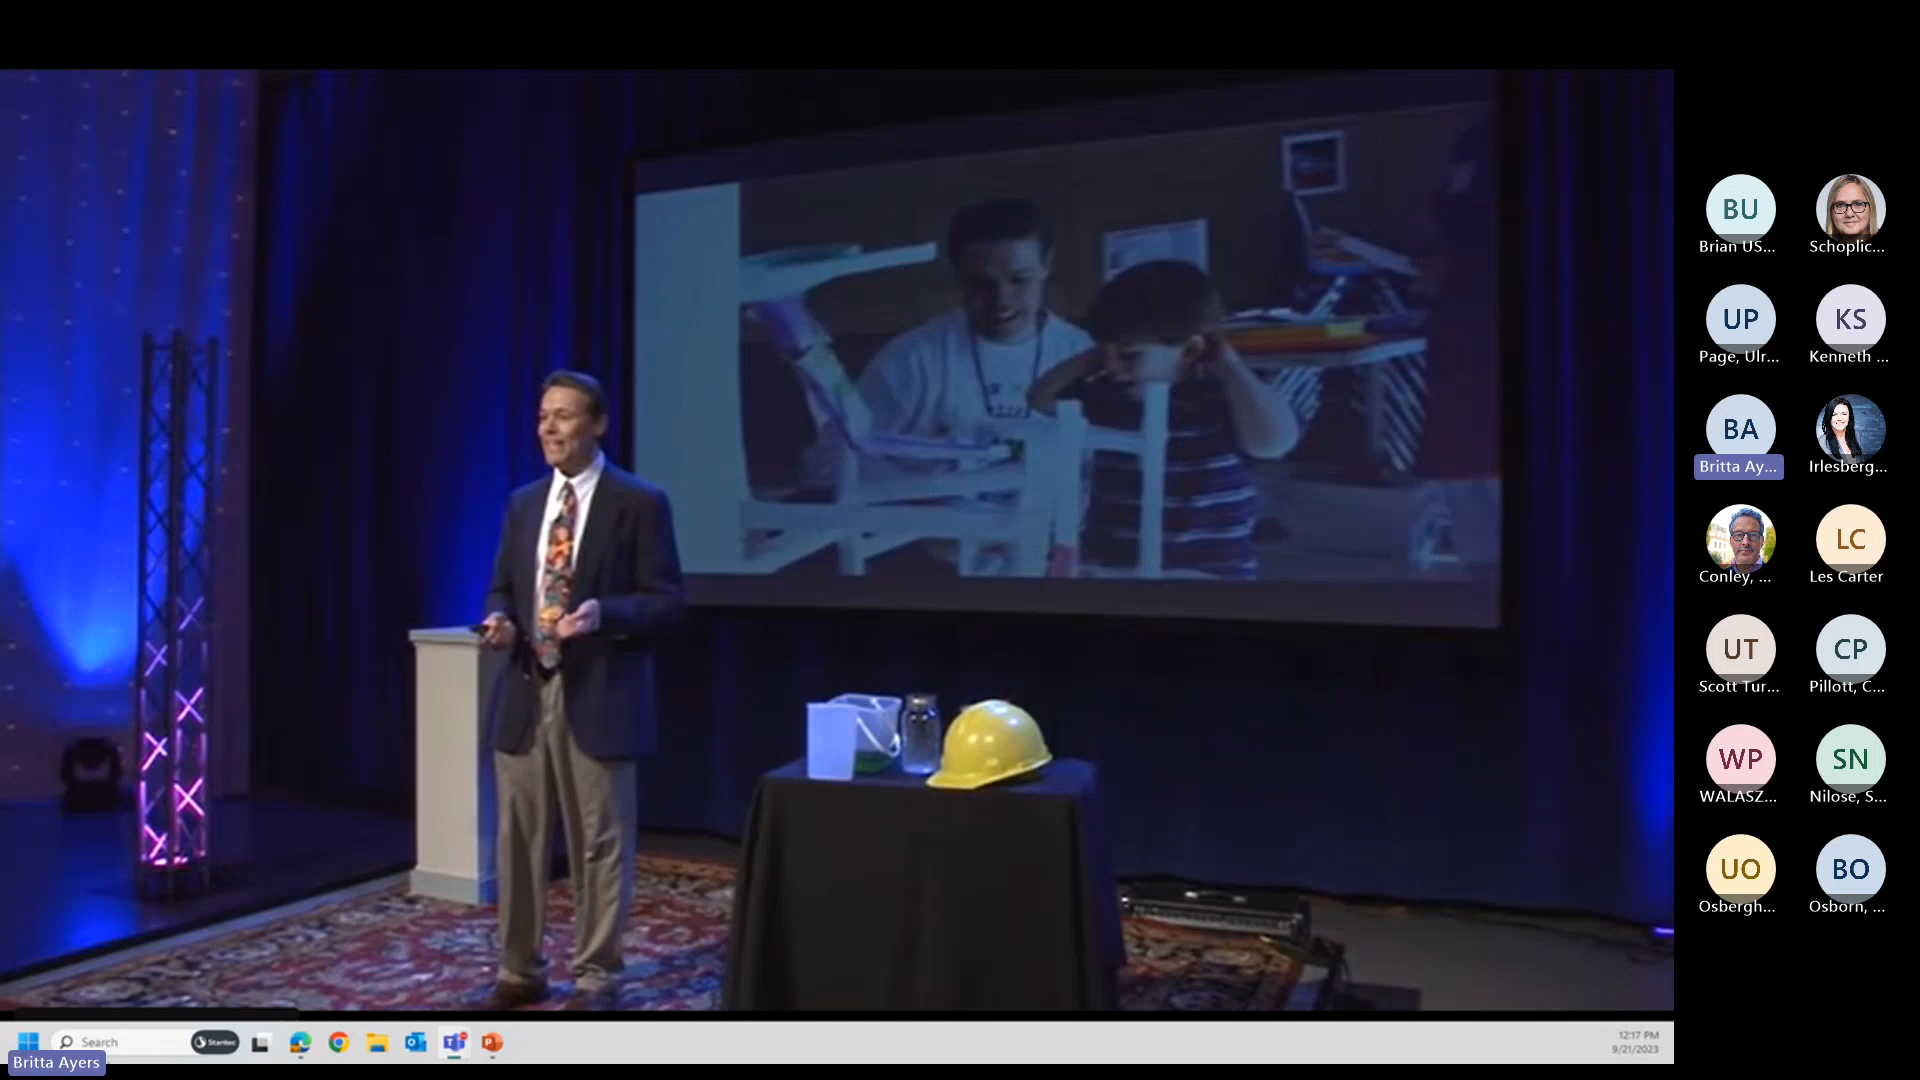 BU
Brian US...
Schoplic...
UP
Page, Ulr...
KS
Kenneth ...
BA
Britta Ay...
Irlesberg...
Conley, ...
LC
Les Carter
UT
Scott Tur...
CP
Pillott, C...
WP
WALASZ...
SN
Nilose, S...
UO
Osbergh...
BO
Osborn, ...
Search
Stantec
12:17 PM
9/21/2023
Britta Ayers